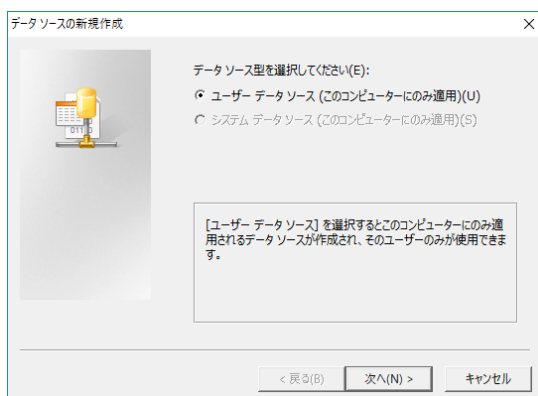 データ ソースの新規作成
データ ソース型を選択してください(E):
ユーザー データ ソース (このコンピューターにのみ適用)(U)
システム データ ソース (このコンピューターにのみ適用)(S)
[ユーザー データ ソース] を選択するとこのコンピューターにのみ適
用されるデータ ソースが作成され、そのユーザーのみが使用できま
す。
< 戻る(B)
次へ(N) >
キャンセル